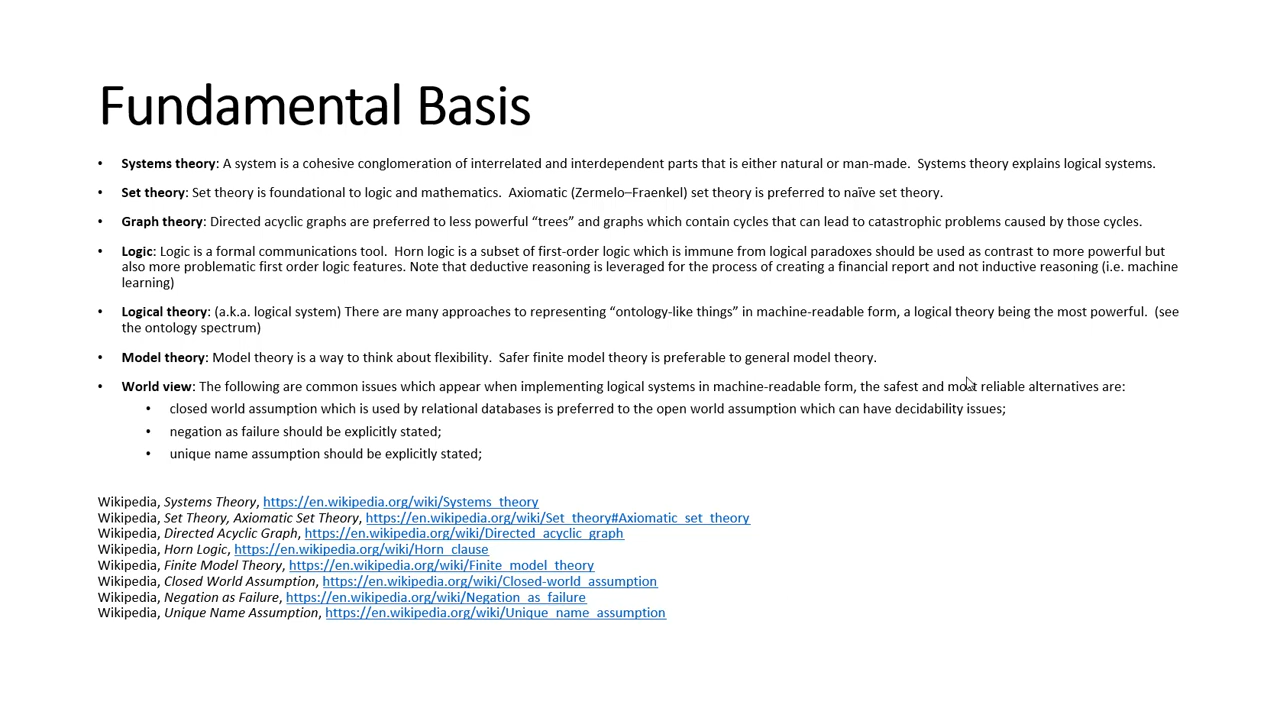 Fundamental Basis
• Systems theory: A system is a cohesive conglomeration of interrelated and interdependent parts that is either natural or man-made.  Systems theory explains logical systems.
• Set theory: Set theory is foundational to logic and mathematics.  Axiomatic (Zermelo–Fraenkel) set theory is preferred to naïve set theory.
• Graph theory: Directed acyclic graphs are preferred to less powerful “trees” and graphs which contain cycles that can lead to catastrophic problems caused by those cycles.
• Logic: Logic is a formal communications tool.  Horn logic is a subset of first-order logic which is immune from logical paradoxes should be used as contrast to more powerful but
also more problematic first order logic features. Note that deductive reasoning is leveraged for the process of creating a financial report and not inductive reasoning (i.e. machine
learning)
• Logical theory: (a.k.a. logical system) There are many approaches to representing “ontology-like things” in machine-readable form, a logical theory being the most powerful.  (see
the ontology spectrum)
• Model theory: Model theory is a way to think about flexibility.  Safer finite model theory is preferable to general model theory.
• World view: The following are common issues which appear when implementing logical systems in machine-readable form, the safest and most reliable alternatives are:
• closed world assumption which is used by relational databases is preferred to the open world assumption which can have decidability issues;
• negation as failure should be explicitly stated;
• unique name assumption should be explicitly stated;
Wikipedia, Systems Theory, https://en.wikipedia.org/wiki/Systems_theory
Wikipedia, Set Theory, Axiomatic Set Theory, https://en.wikipedia.org/wiki/Set_theory#Axiomatic_set_theory
Wikipedia, Directed Acyclic Graph, https://en.wikipedia.org/wiki/Directed_acyclic_graph
Wikipedia, Horn Logic, https://en.wikipedia.org/wiki/Horn_clause
Wikipedia, Finite Model Theory, https://en.wikipedia.org/wiki/Finite_model_theory
Wikipedia, Closed World Assumption, https://en.wikipedia.org/wiki/Closed-world_assumption
Wikipedia, Negation as Failure, https://en.wikipedia.org/wiki/Negation_as_failure
Wikipedia, Unique Name Assumption, https://en.wikipedia.org/wiki/Unique_name_assumption